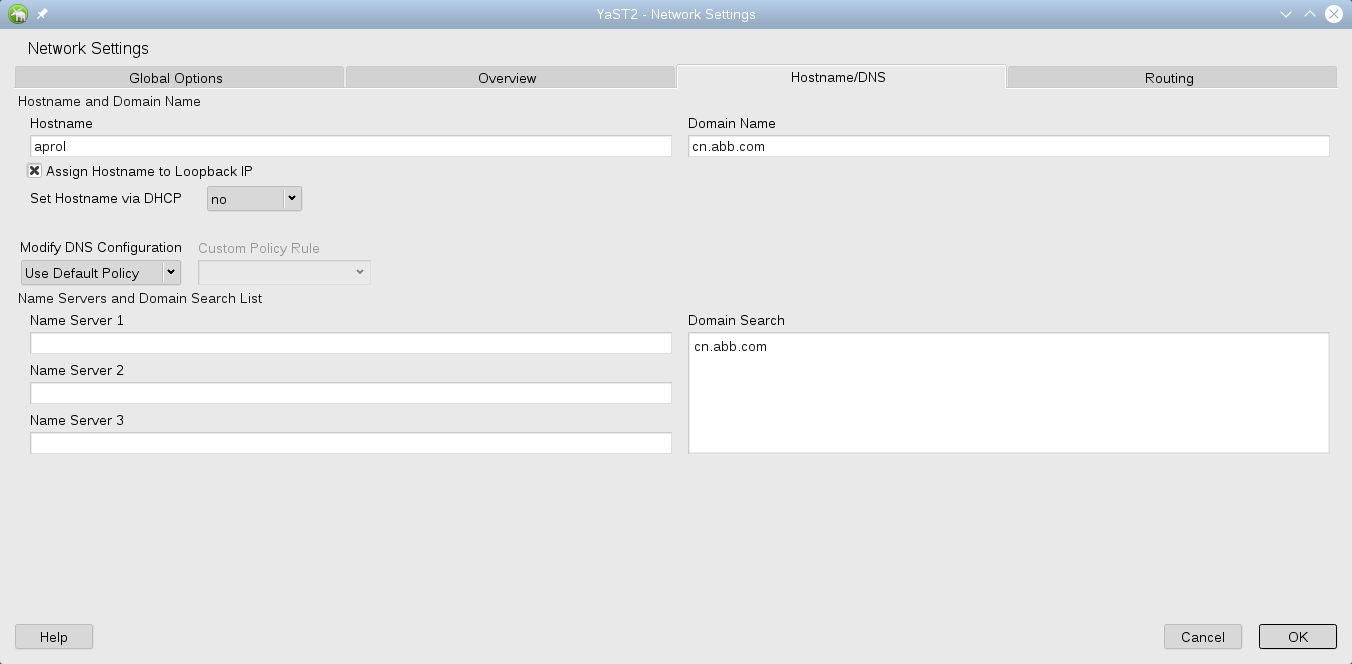 YaST2 - Network Settings
Network Settings
Global Options
Overview
Hostname/DNS
Routing
Hostname and Domain Name
Hostname
Domain Name
aprol
cn.abb.com
Assign Hostname to Loopback IP
Set Hostname via DHCP
no
Modify DNS Configuration
Custom Policy Rule
Use Default Policy
Name Servers and Domain Search List
Name Server 1
Domain Search
cn.abb.com
Name Server 2
Name Server 3
Help
Cancel
OK